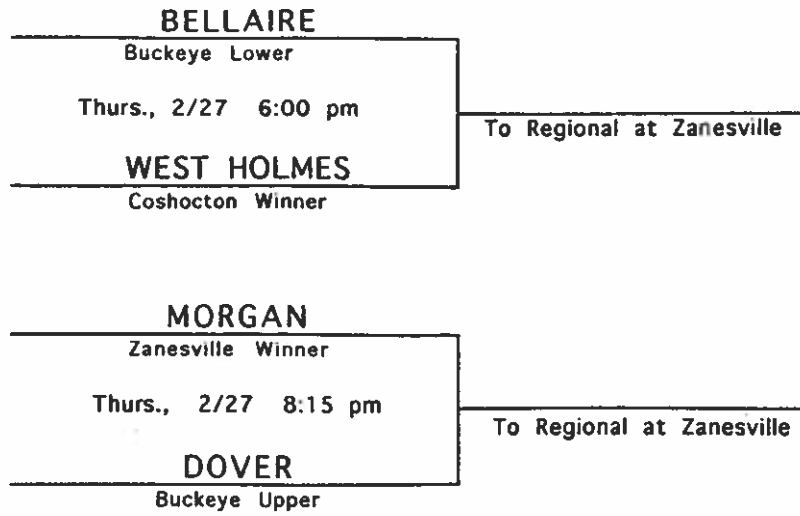 BELLAIRE
Buckeye Lower
Thurs., 2/27 6:00 pm
To Regional at Zanesville
WEST HOLMES
Coshocton Winner
MORGAN
Zanesville Winner
Thurs., 2/27 8:15 pm
To Regional at Zanesville
DOVER
Buckeye Upper